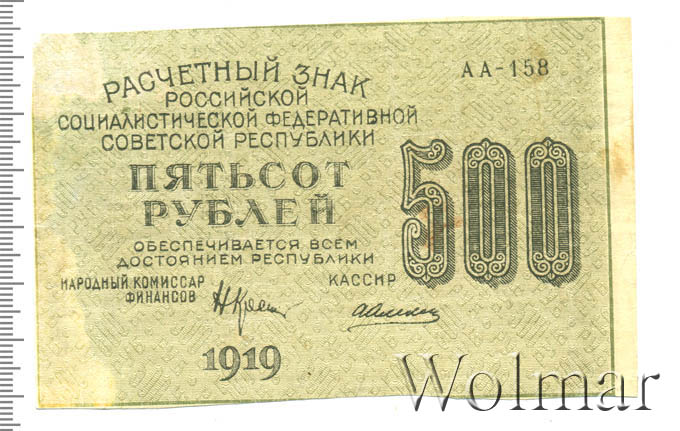 РАСЧЕТНЫЙ ЗНАК
АА-158
РОССИЙСКОЙ
СОЦИАЛИСТИЧЕСКОЙ ФЕДЕРАТИВНОЙ
СОВЕТСКОЙ РЕСПУБЛИКИ
ПЯТЬСОТ
РУБЛЕЙ
500
ОБЕСПЕЧИВАЕТСЯ ВСЕМ
ДОСТОЯНИЕМ РЕСПУБЛИКИ
НАРОДНЫЙ КОМИССАР
ФИНАНСОВ
КАССИР
1919
Wolmar